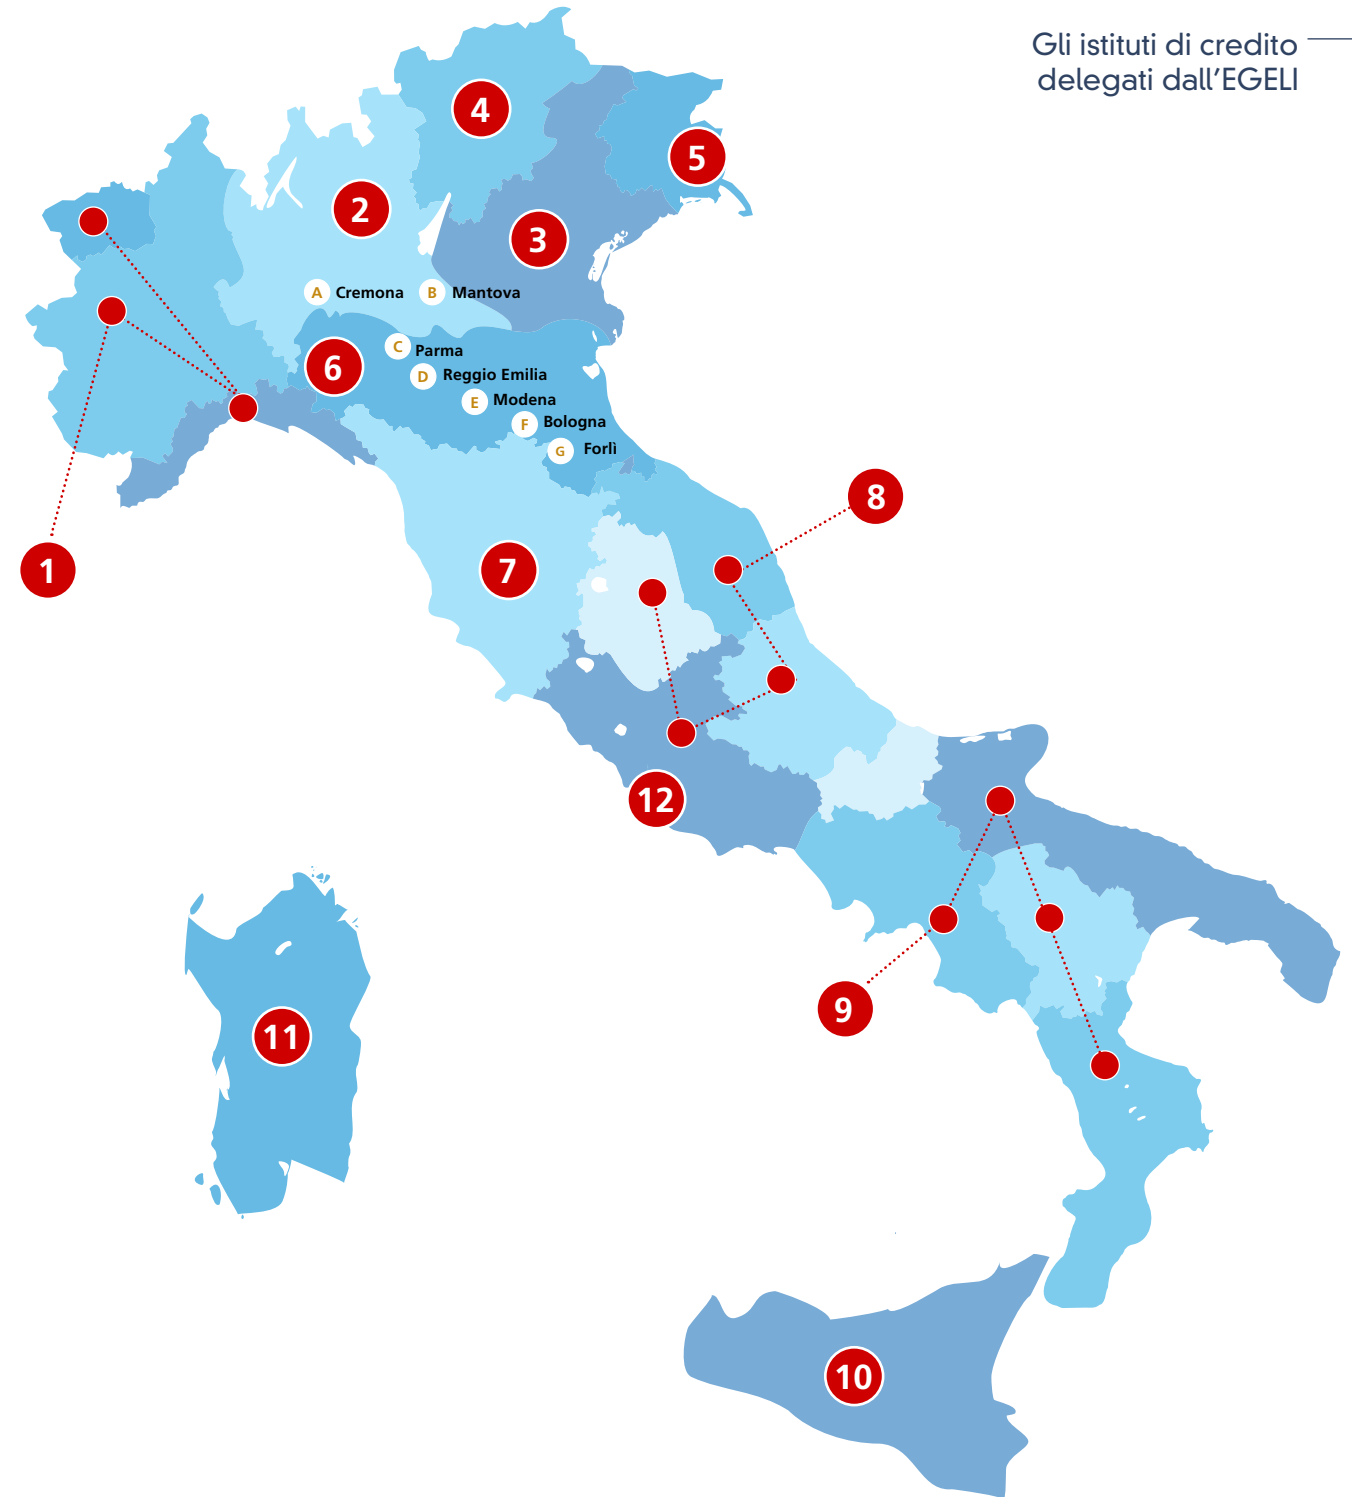 Gli istituti di credito
delegati dall'EGELI
4
5
2
3
A Cremona
B Mantova
6
C Parma
D Reggio Emilia
E Modena
F Bologna
G Forlì
8
1
7
12
9
11
10